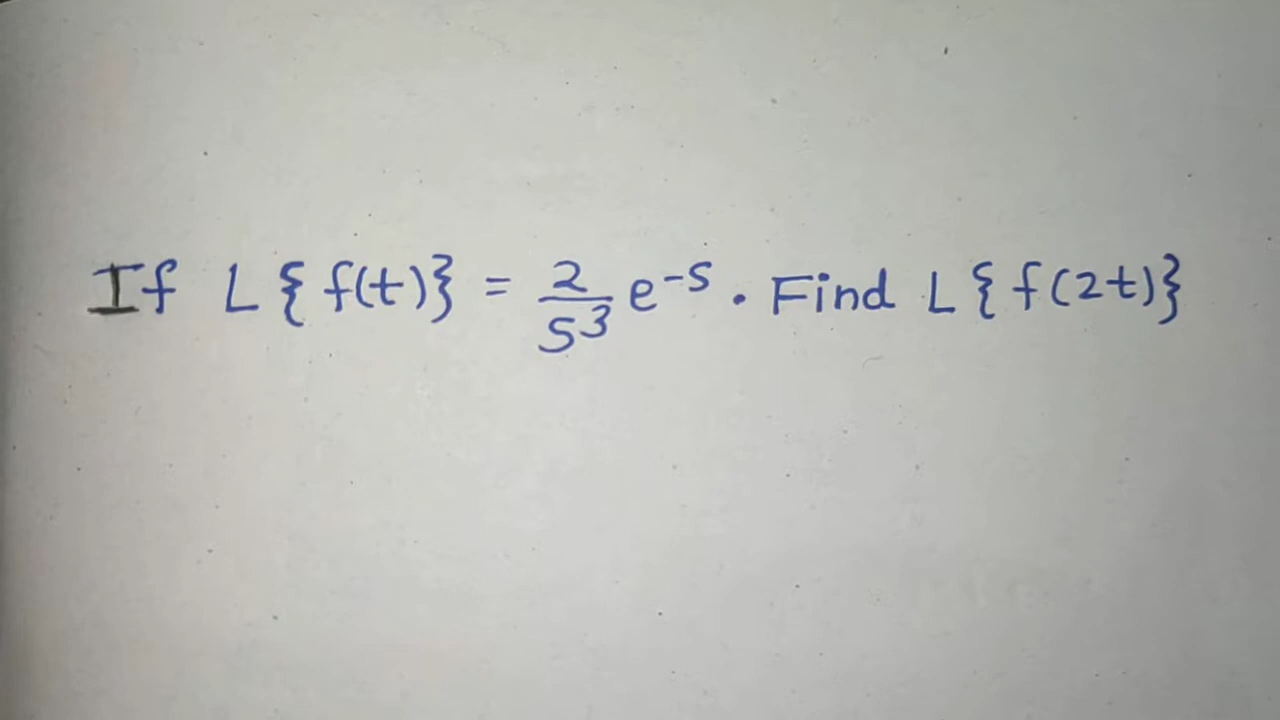 If L{f(t)} = 2/s³ e⁻ˢ. Find L{f(2t)}